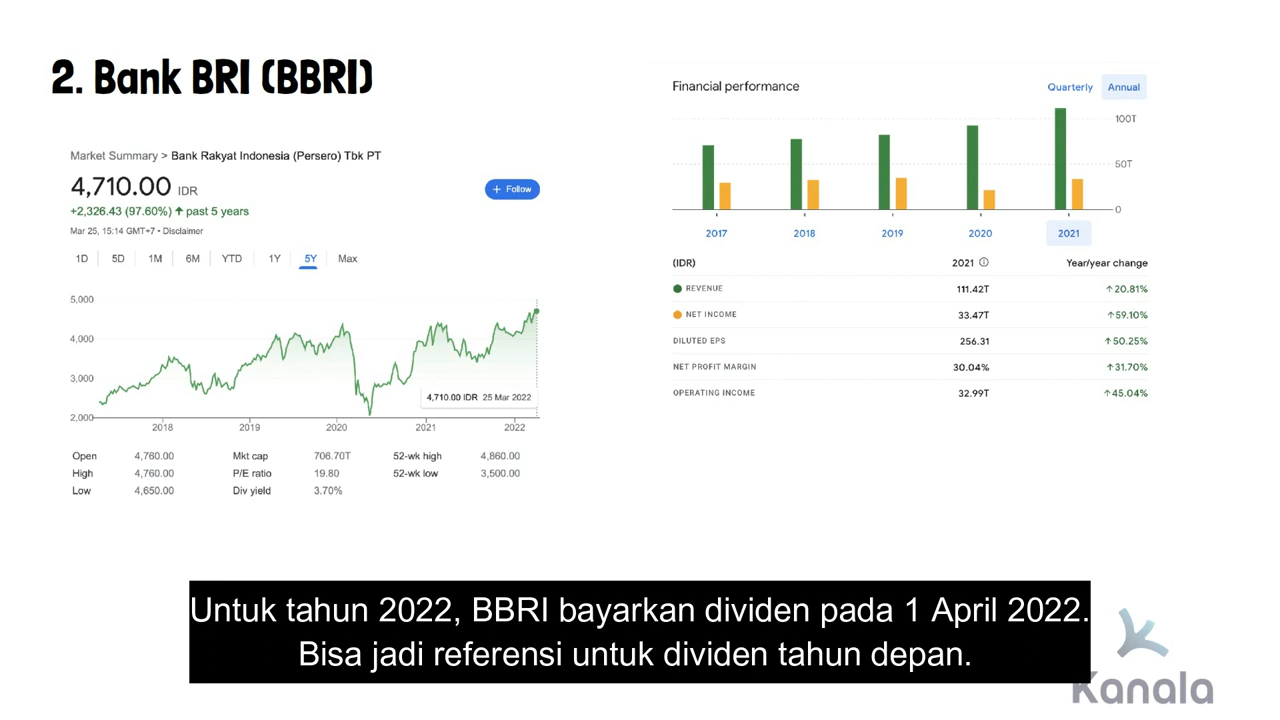 2. Bank BRI (BBRI)
Market Summary > Bank Rakyat Indonesia (Persero) Tbk PT
4,710.00 IDR
+ Follow
+2,326.43 (97.60%) ↑ past 5 years
Mar 25, 15:14 GMT+7 • Disclaimer
1D 5D 1M 6M YTD 1Y 5Y Max
5,000
4,000
3,000
2,000
4,710.00 IDR 25 Mar 2022
2018 2019 2020 2021 2022
Open 4,760.00 Mkt cap 706.70T 52-wk high 4,860.00
High 4,760.00 P/E ratio 19.80 52-wk low 3,500.00
Low 4,650.00 Div yield 3.70%
Financial performance
Quarterly Annual
100T
50T
0
2017 2018 2019 2020 2021
(IDR) 2021 Year/year change
REVENUE 111.42T ↑20.81%
NET INCOME 33.47T ↑59.10%
DILUTED EPS 256.31 ↑50.25%
NET PROFIT MARGIN 30.04% ↑31.70%
OPERATING INCOME 32.99T ↑45.04%
Untuk tahun 2022, BBRI bayarkan dividen pada 1 April 2022.
Bisa jadi referensi untuk dividen tahun depan.
Kanala